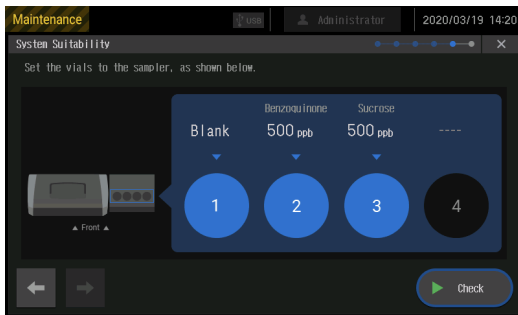 Maintenance
USB
Administrator
2020/03/19 14:20
System Suitability
Set the vials to the sampler, as shown below.
Benzoquinone Sucrose
Blank 500 ppb 500 ppb ----
1 2 3 4
▲ Front ▲
Check